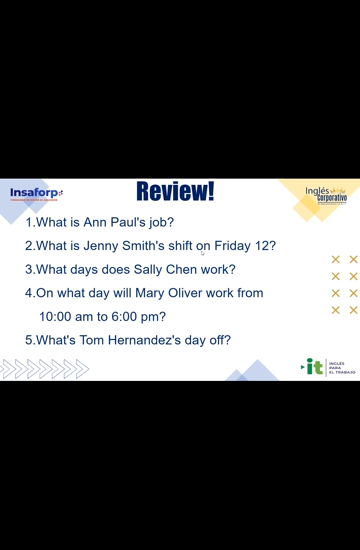 Insaforp
Review!
Inglés
Corporativo
1.What is Ann Paul's job?
2.What is Jenny Smith's shift on Friday 12?
3.What days does Sally Chen work?
4.On what day will Mary Oliver work from
10:00 am to 6:00 pm?
5.What's Tom Hernandez's day off?
it
INGLÉS
PARA
EL TRABAJO